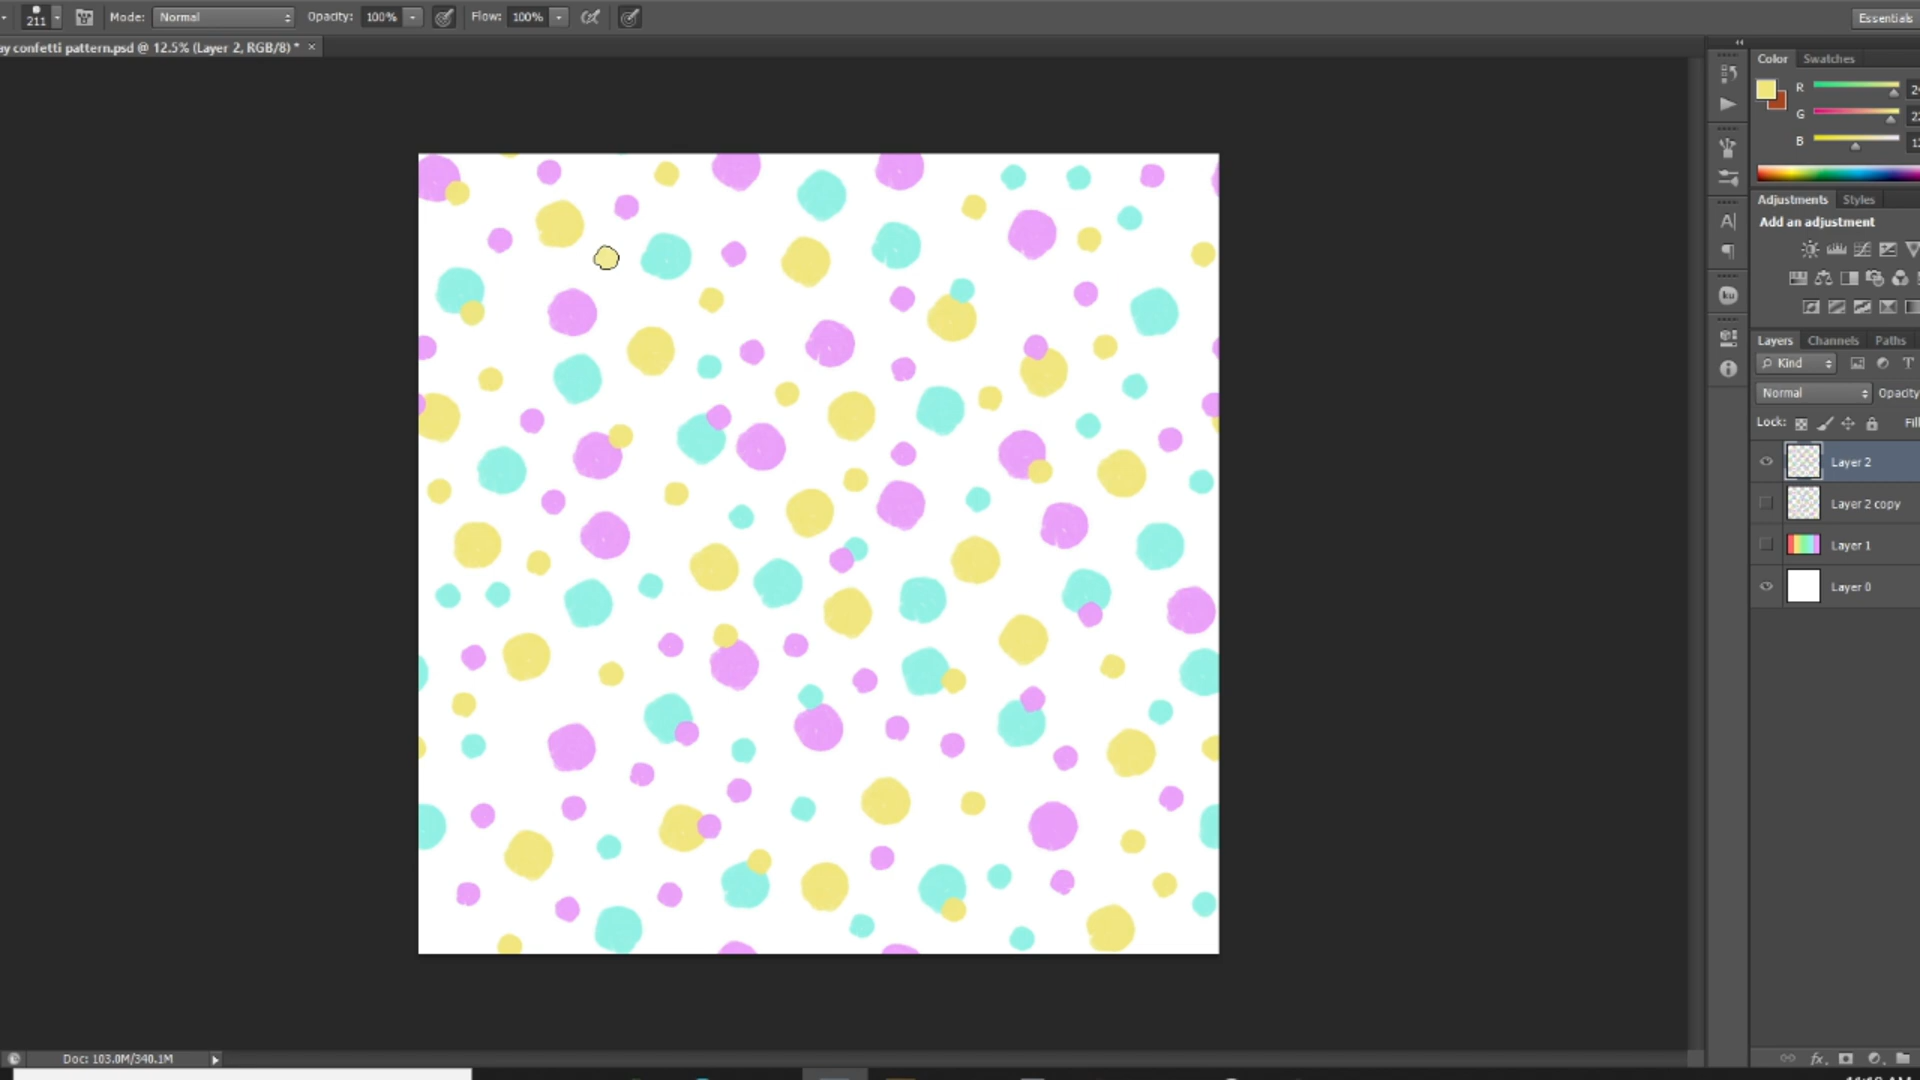 211 Mode: Normal Opacity: 100% Flow: 100% Essentials
ay confetti pattern.psd @ 12.5% (Layer 2, RGB/8) * ×
Color Swatches
R
G
B
Adjustments Styles
Add an adjustment
Layers Channels Paths
Kind
Normal Opacity
Lock:
Layer 2
Layer 2 copy
Layer 1
Layer 0
Doc: 103.0M/340.1M